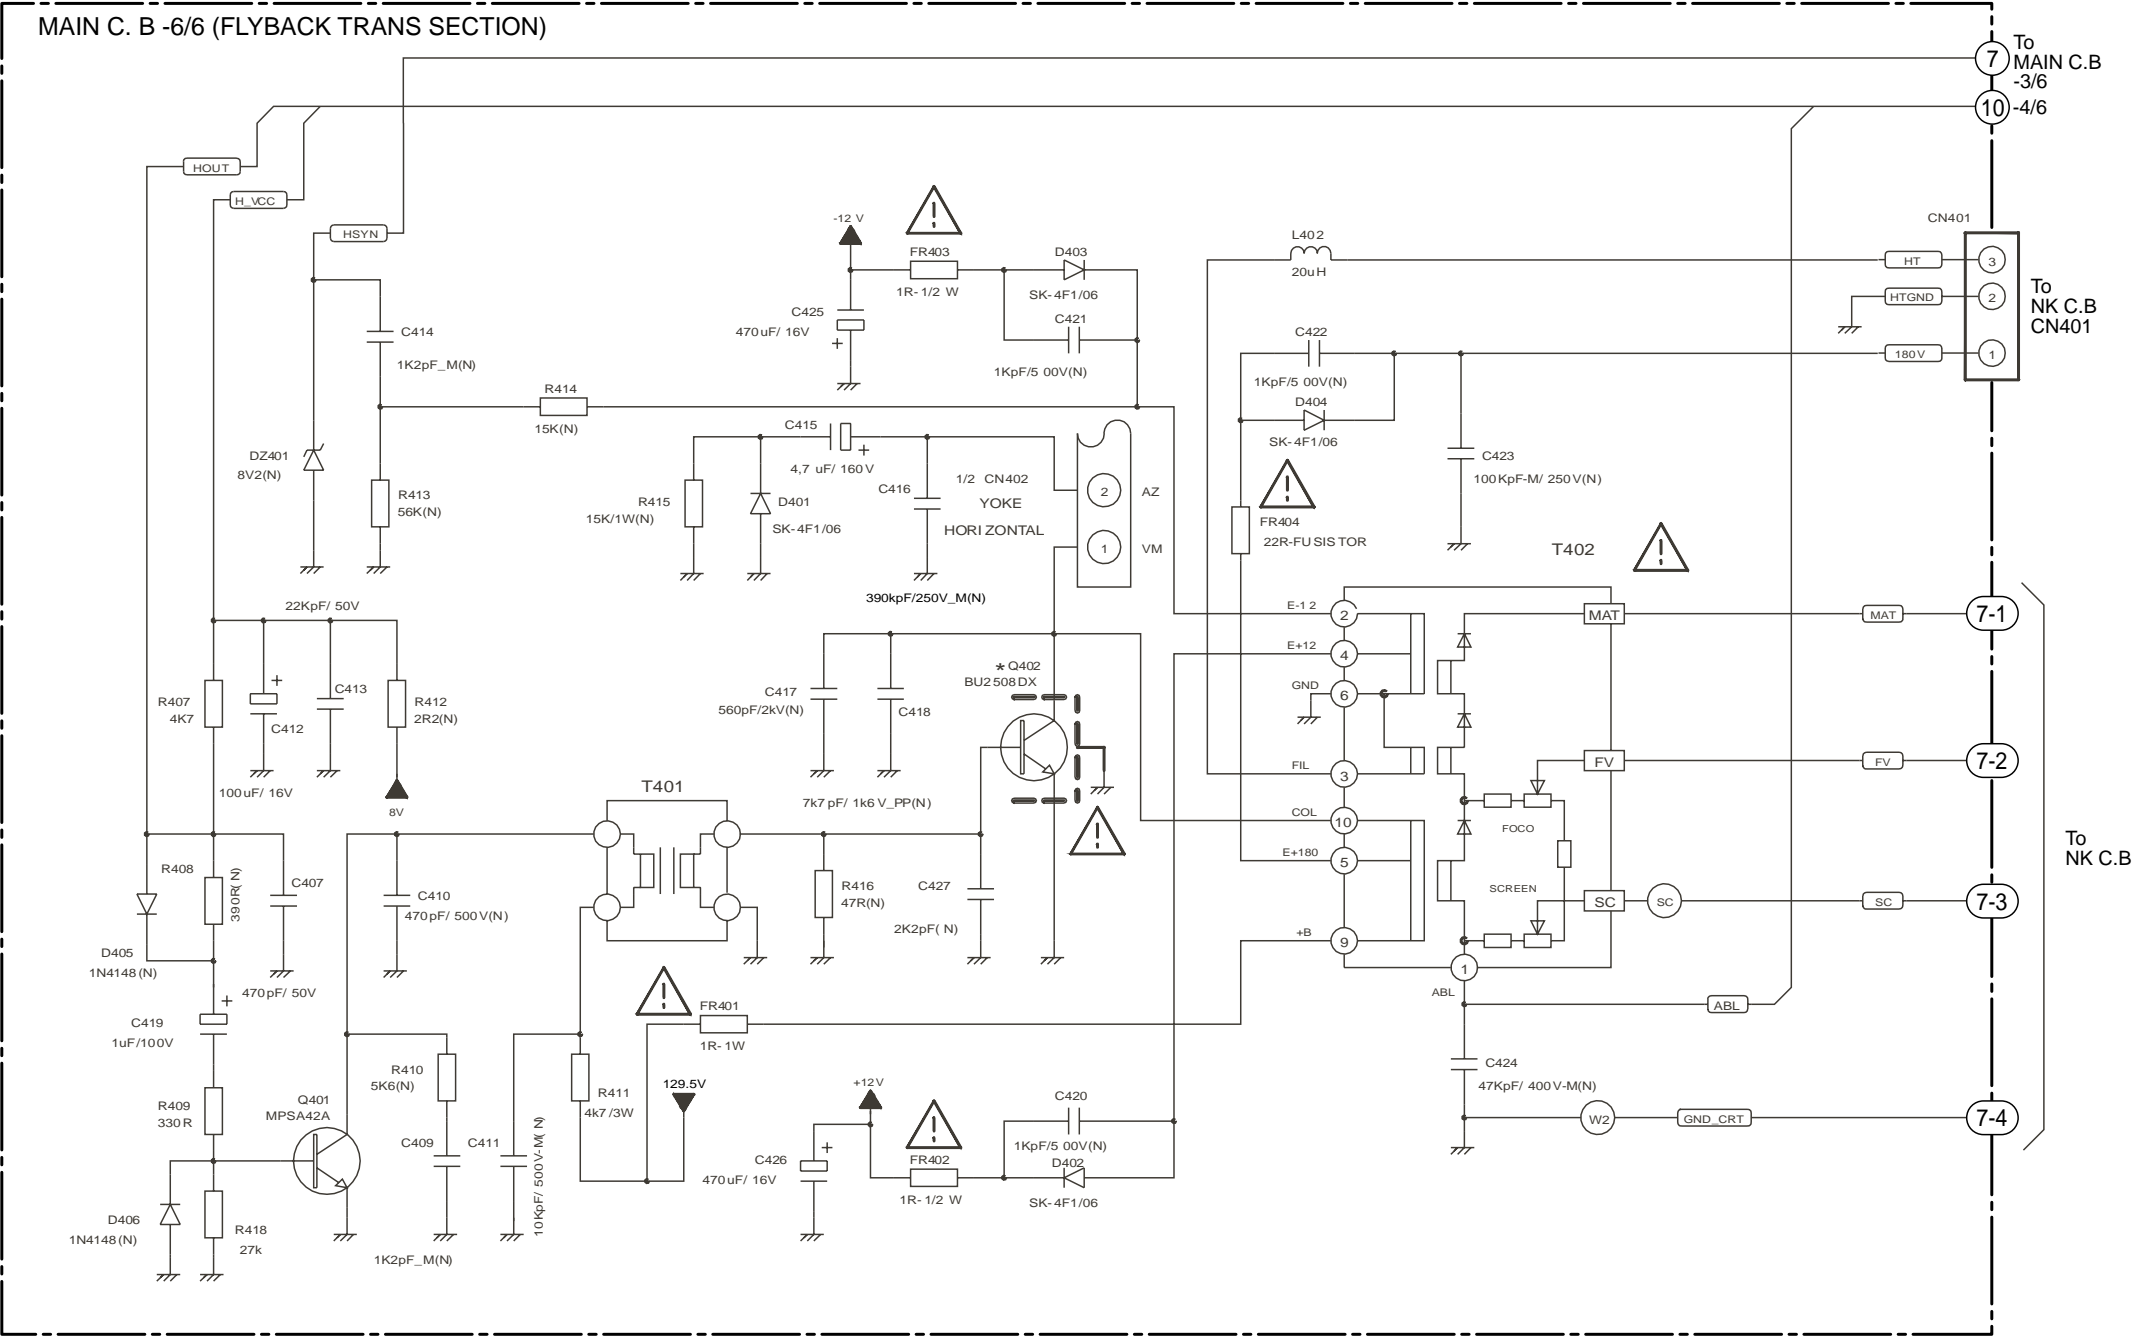 MAIN C. B -6/6 (FLYBACK TRANS SECTION)
7
To
MAIN C.B
-3/6
10
-4/6
HOUT
H_VCC
HSYN
-12 V
FR403
1R- 1/2 W
D403
SK- 4F1/06
C421
1KpF/5 00V(N)
C425
470uF/ 16V
+
L402
20uH
CN401
HT
3
HTGND
2
180V
1
To
NK C.B
CN401
C422
1KpF/5 00V(N)
D404
SK- 4F1/06
C423
100KpF-M/ 250V(N)
FR404
22R-FUSISTOR
C414
1K2pF_M(N)
R414
15K(N)
DZ401
8V2(N)
R413
56K(N)
C415
+
4,7 uF/ 160V
R415
15K/1W(N)
D401
SK- 4F1/06
C416
390kpF/250V_M(N)
1/2 CN402
YOKE
HORIZONTAL
2
AZ
1
VM
T402
22KpF/ 50V
R407
4K7
+
C412
100uF/ 16V
C413
R412
2R2(N)
8V
C417
560pF/2kV(N)
C418
7k7pF/ 1k6V_PP(N)
* Q402
BU2508DX
E-12
2
E+12
4
GND
6
FIL
3
COL
10
E+180
5
+B
9
1
ABL
MAT
FV
FOCO
SCREEN
SC
SC
MAT
7-1
FV
7-2
SC
7-3
To
NK C.B
T401
R408
390R( N)
C407
470pF/ 50V
D405
1N4148(N)
C410
470pF/ 500V(N)
R416
47R(N)
C427
2K2pF( N)
+
C419
1uF/100V
R409
330R
Q401
MPSA42A
D406
1N4148(N)
R418
27k
R410
5K6(N)
C409
1K2pF_M(N)
C411
10KpF/ 500V-M( N)
R411
4k7/3W
FR401
1R- 1W
129.5V
+12V
+
C426
470uF/ 16V
FR402
1R- 1/2 W
C420
1KpF/5 00V(N)
D402
SK- 4F1/06
ABL
C424
47KpF/ 400V-M(N)
W2
GND_CRT
7-4